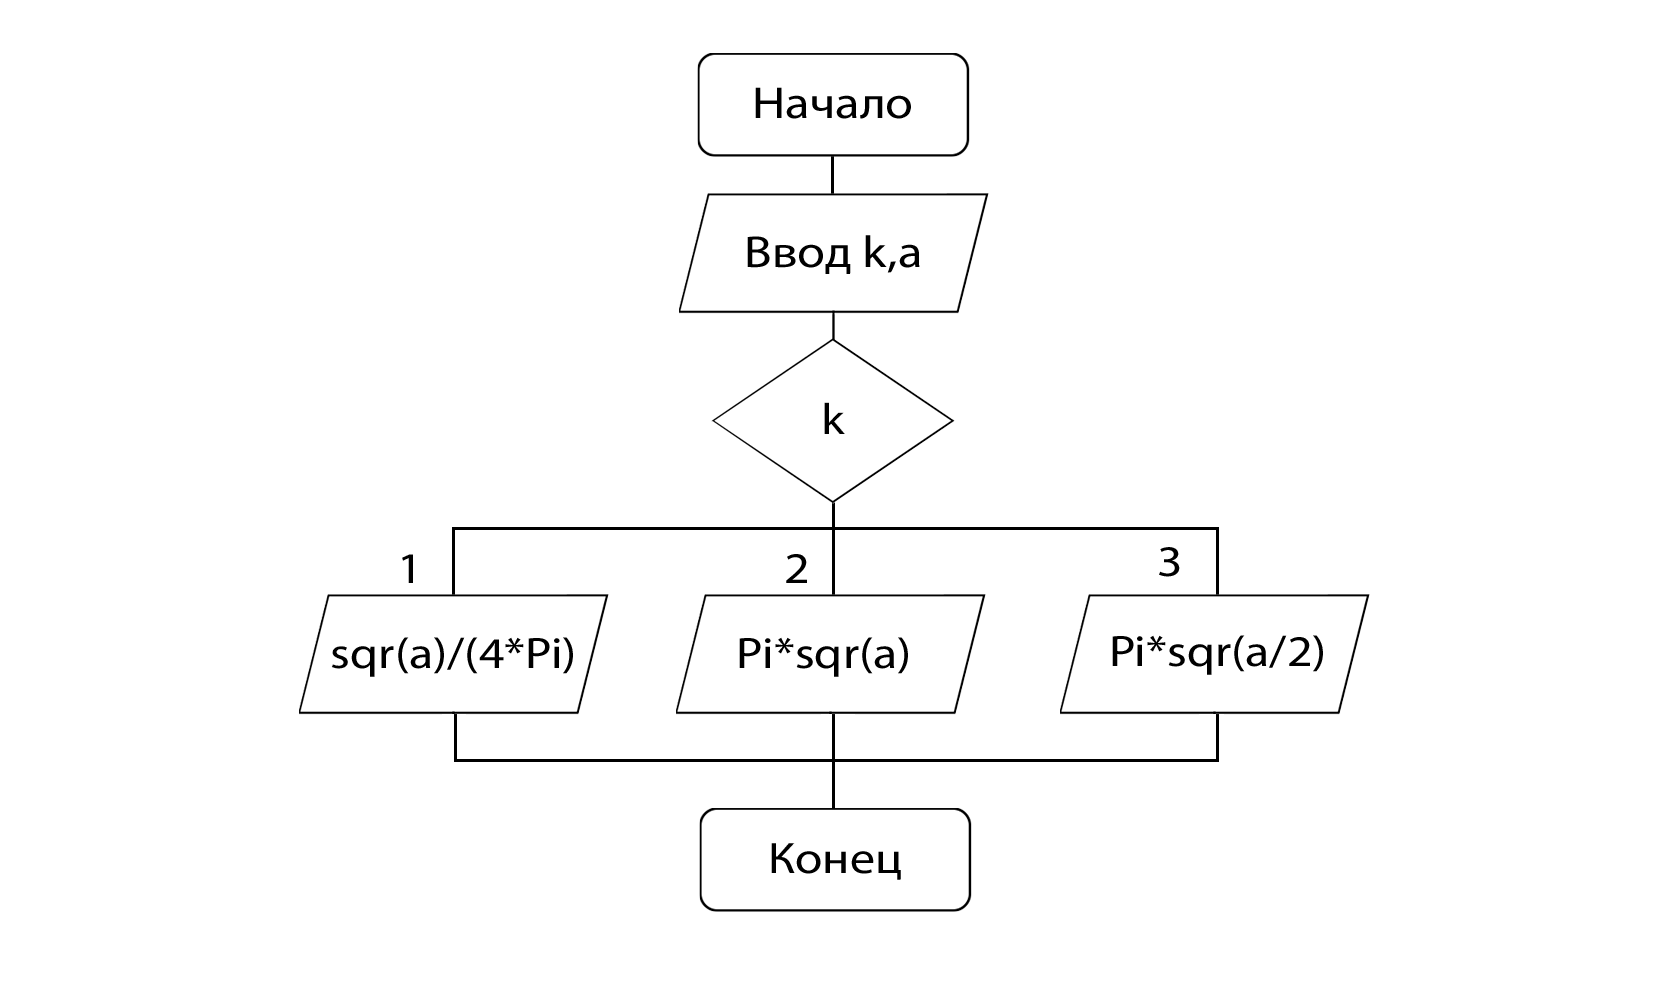 Начало
Ввод k,a
k
1
2
3
sqr(a)/(4*Pi)
Pi*sqr(a)
Pi*sqr(a/2)
Конец